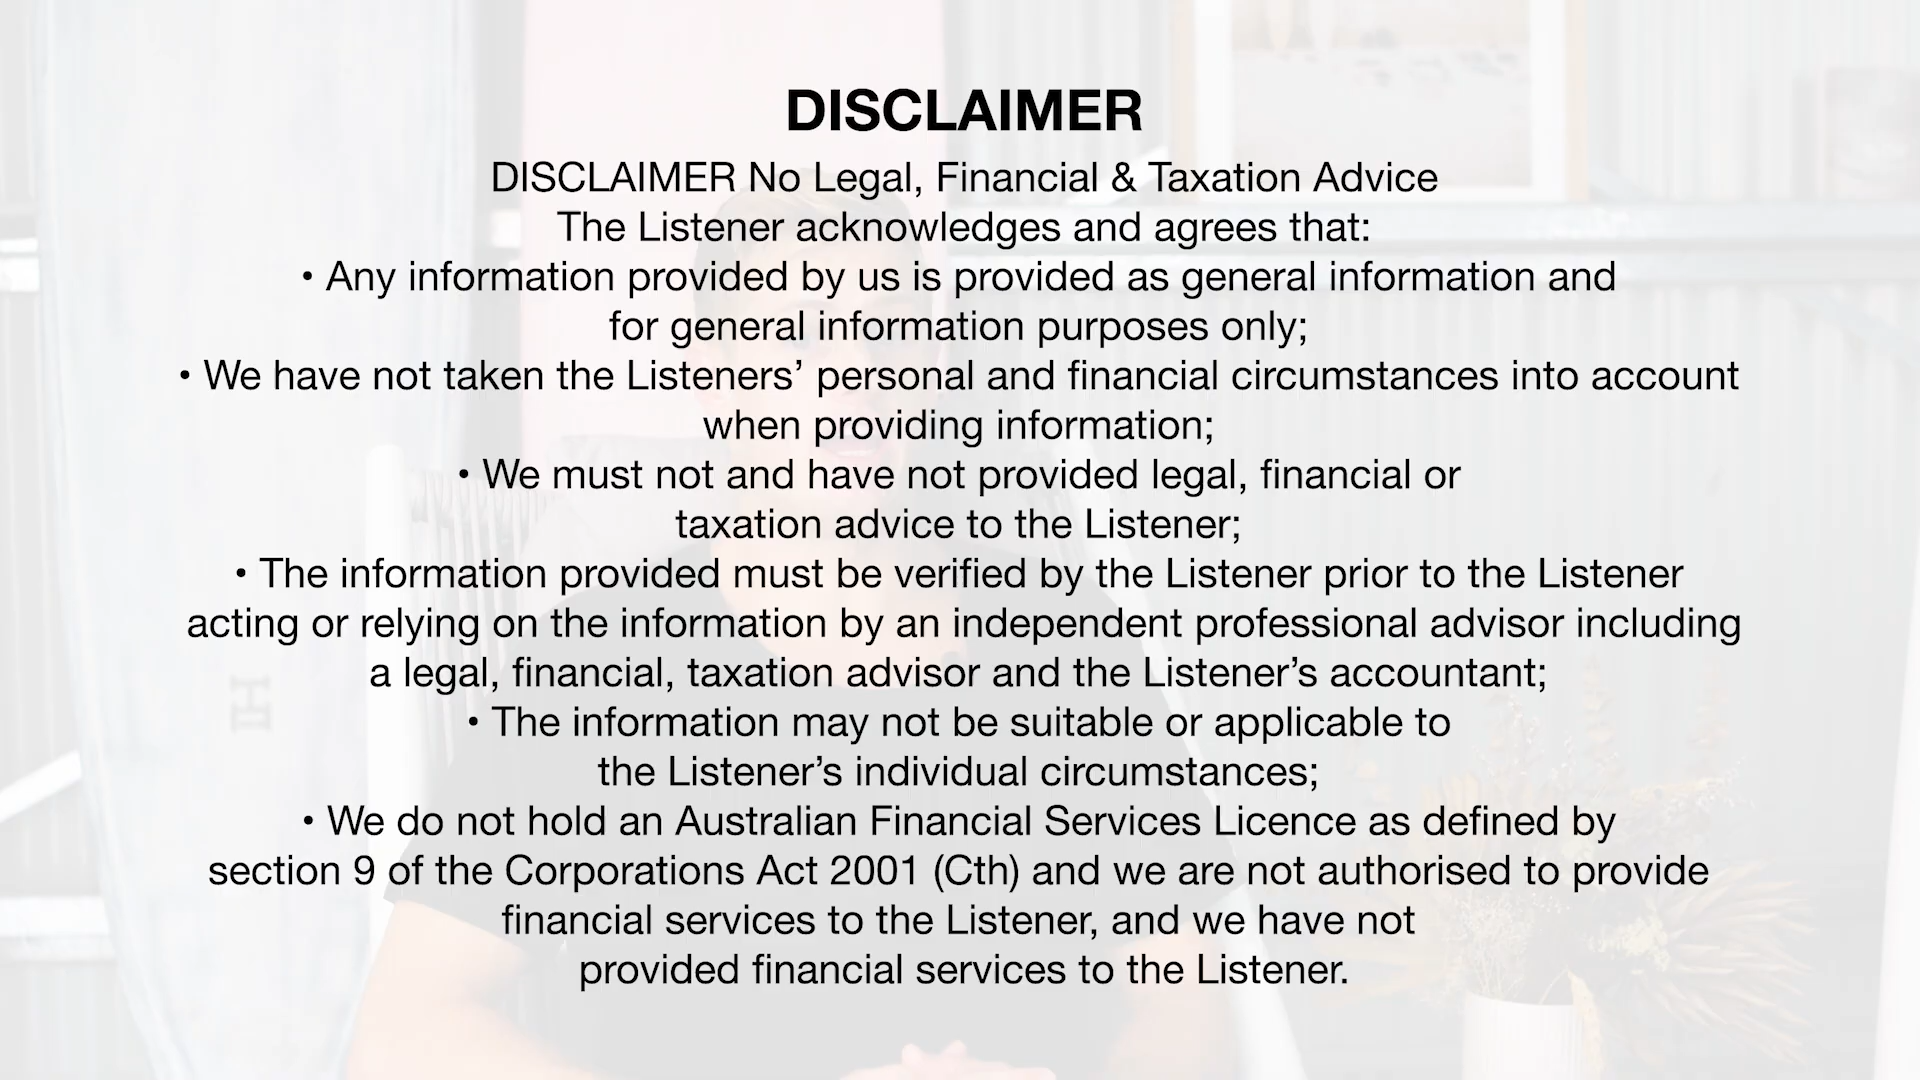 DISCLAIMER
DISCLAIMER No Legal, Financial & Taxation Advice
The Listener acknowledges and agrees that:
• Any information provided by us is provided as general information and
for general information purposes only;
• We have not taken the Listeners’ personal and financial circumstances into account
when providing information;
• We must not and have not provided legal, financial or
taxation advice to the Listener;
• The information provided must be verified by the Listener prior to the Listener
acting or relying on the information by an independent professional advisor including
a legal, financial, taxation advisor and the Listener’s accountant;
• The information may not be suitable or applicable to
the Listener’s individual circumstances;
• We do not hold an Australian Financial Services Licence as defined by
section 9 of the Corporations Act 2001 (Cth) and we are not authorised to provide
financial services to the Listener, and we have not
provided financial services to the Listener.